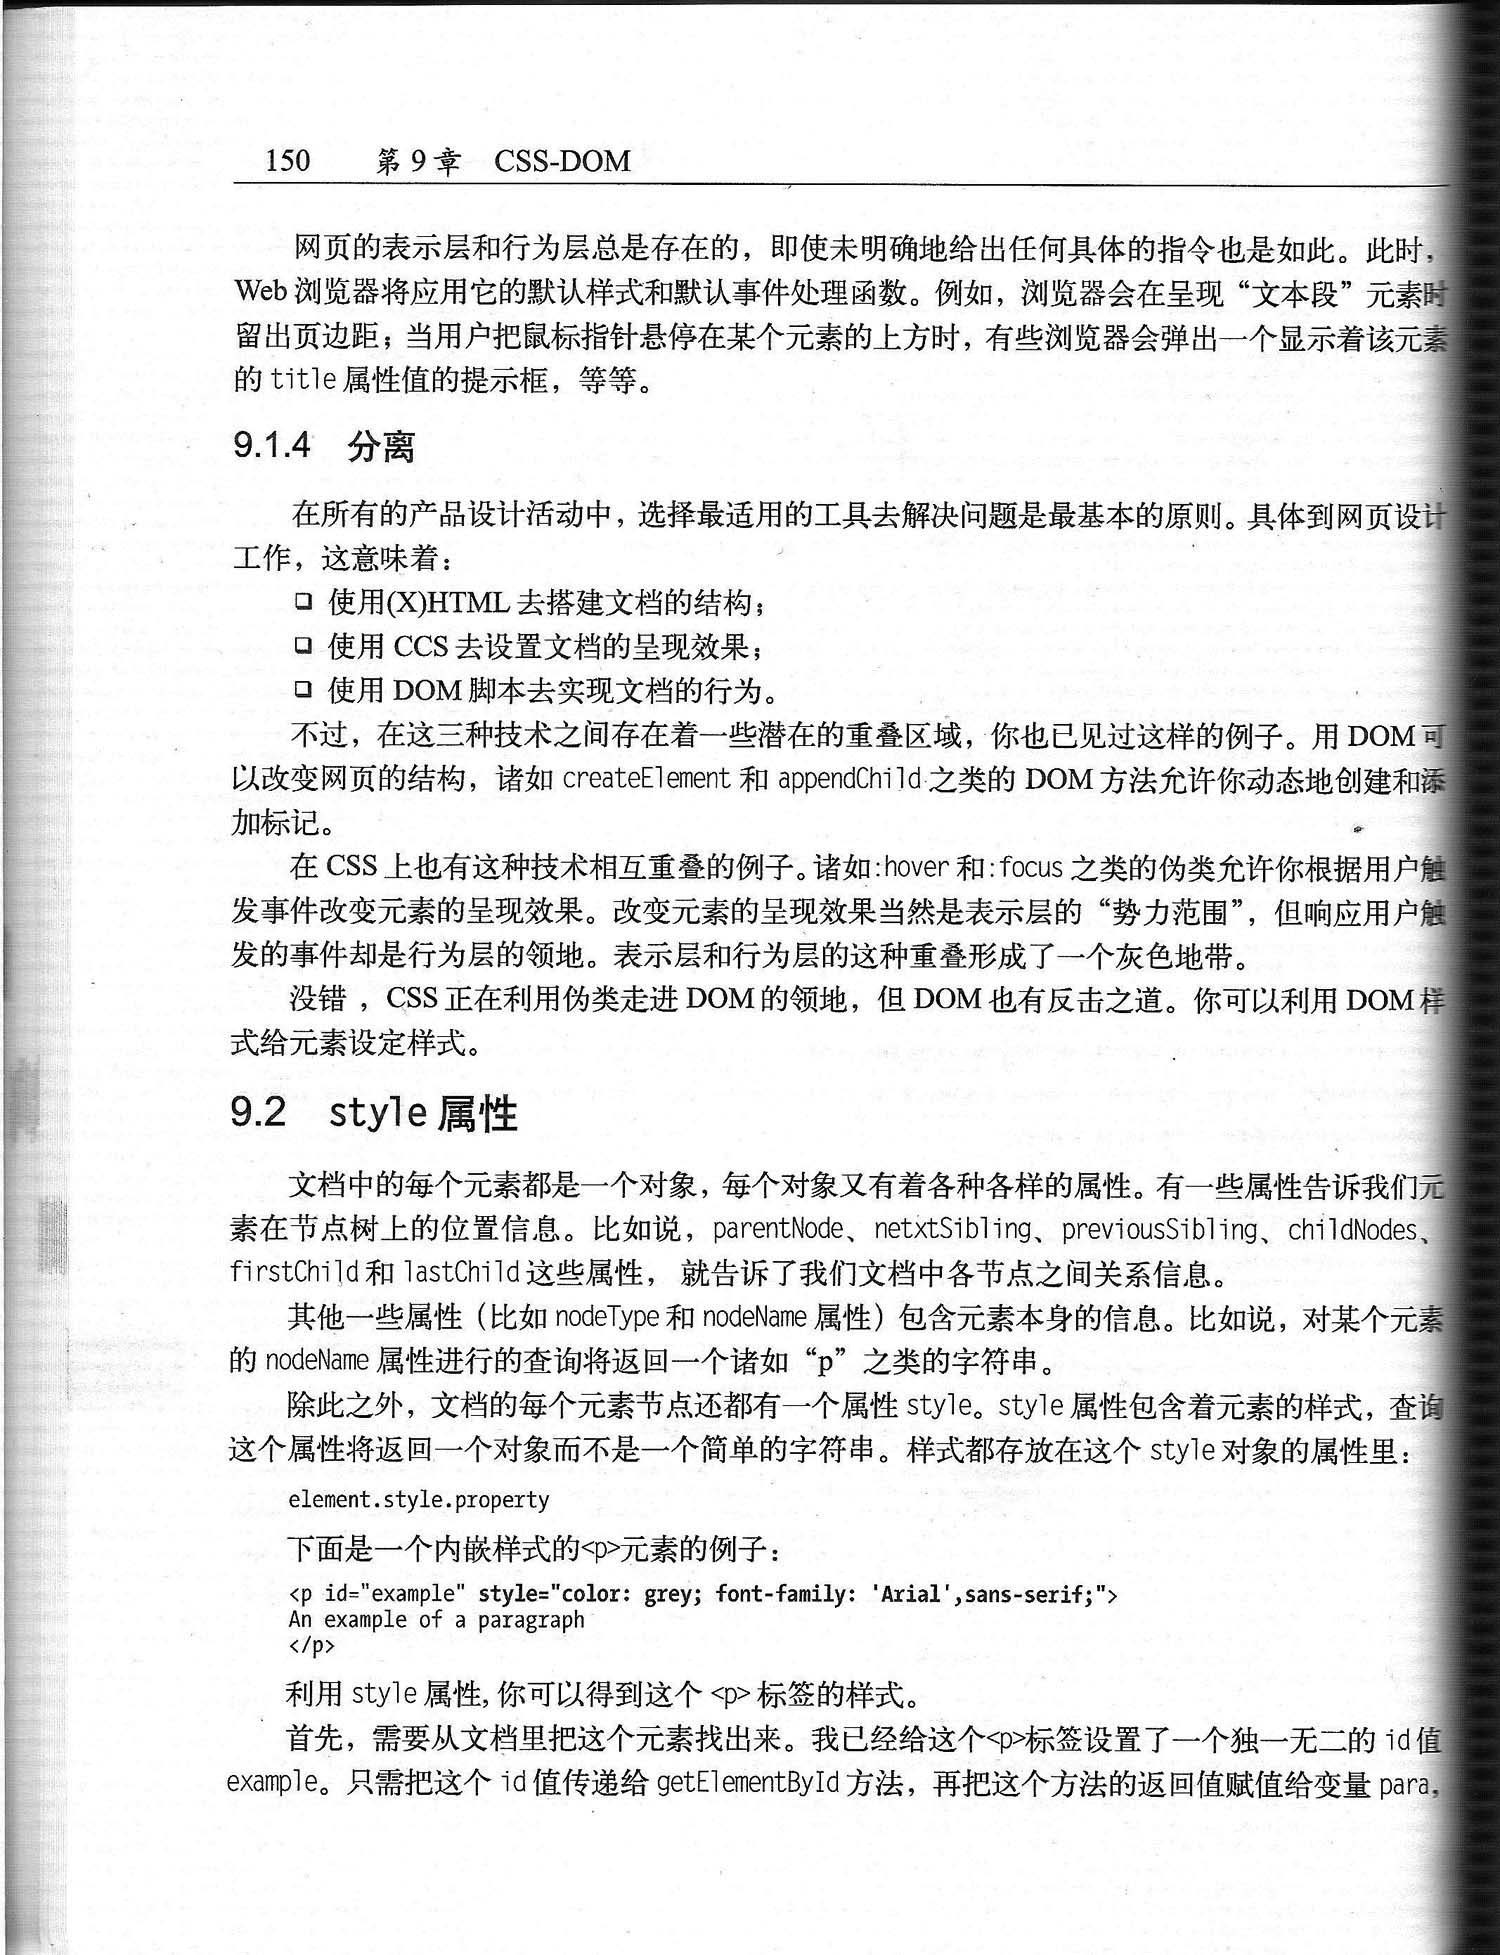 150 第 9 章 CSS-DOM
网页的表示层和行为层总是存在的，即使未明确地给出任何具体的指令也是如此。此时，
Web 浏览器将应用它的默认样式和默认事件处理函数。例如，浏览器会在呈现“文本段”元素时
留出页边距；当用户把鼠标指针悬停在某个元素的上方时，有些浏览器会弹出一个显示着该元素
的 title 属性值的提示框，等等。
9.1.4 分离
在所有的产品设计活动中，选择最适用的工具去解决问题是最基本的原则。具体到网页设计
工作，这意味着：
❑ 使用(X)HTML 去搭建文档的结构；
❑ 使用 CCS 去设置文档的呈现效果；
❑ 使用 DOM 脚本去实现文档的行为。
不过，在这三种技术之间存在着一些潜在的重叠区域，你也已见过这样的例子。用 DOM 可
以改变网页的结构，诸如 createElement 和 appendChild 之类的 DOM 方法允许你动态地创建和添
加标记。
在 CSS 上也有这种技术相互重叠的例子。诸如:hover 和:focus 之类的伪类允许你根据用户触
发事件改变元素的呈现效果。改变元素的呈现效果当然是表示层的“势力范围”，但响应用户触
发的事件却是行为层的领地。表示层和行为层的这种重叠形成了一个灰色地带。
没错，CSS 正在利用伪类走进 DOM 的领地，但 DOM 也有反击之道。你可以利用 DOM 样
式给元素设定样式。
9.2 style 属性
文档中的每个元素都是一个对象，每个对象又有着各种各样的属性。有一些属性告诉我们元
素在节点树上的位置信息。比如说，parentNode、netxtSibling、previousSibling、childNodes、
firstChild 和 lastChild 这些属性， 就告诉了我们文档中各节点之间关系信息。
其他一些属性（比如 nodeType 和 nodeName 属性）包含元素本身的信息。比如说，对某个元素
的 nodeName 属性进行的查询将返回一个诸如“p”之类的字符串。
除此之外，文档的每个元素节点还都有一个属性 style。style 属性包含着元素的样式，查询
这个属性将返回一个对象而不是一个简单的字符串。样式都存放在这个 style 对象的属性里：
element.style.property
下面是一个内嵌样式的<p>元素的例子：
<p id="example" style="color: grey; font-family: 'Arial',sans-serif;">
An example of a paragraph
</p>
利用 style 属性, 你可以得到这个 <p> 标签的样式。
首先，需要从文档里把这个元素找出来。我已经给这个<p>标签设置了一个独一无二的 id 值
example。只需把这个 id 值传递给 getElementById 方法，再把这个方法的返回值赋值给变量 para，